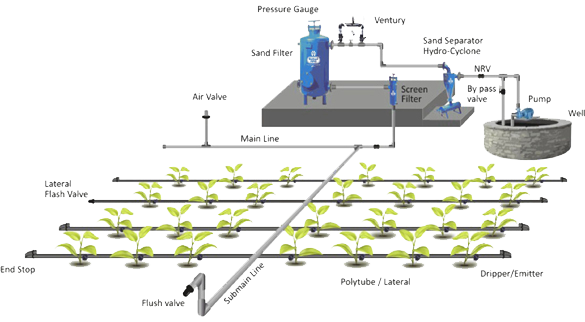 Pressure Gauge
Ventury
Sand Separator
Hydro-Cyclone
Sand Filter
NRV
Screen
Filter
By pass
valve
Pump
Well
Air Valve
Main Line
Lateral
Flash Valve
End Stop
Submain Line
Polytube / Lateral
Dripper/Emitter
Flush valve